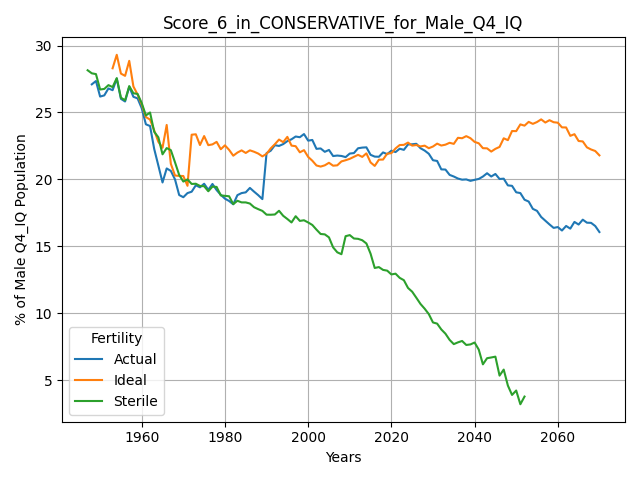 Score_6_in_CONSERVATIVE_for_Male_Q4_IQ
% of Male Q4_IQ Population
30
25
20
15
10
5
Fertility
Actual
Ideal
Sterile
1960 1980 2000 2020 2040 2060
Years